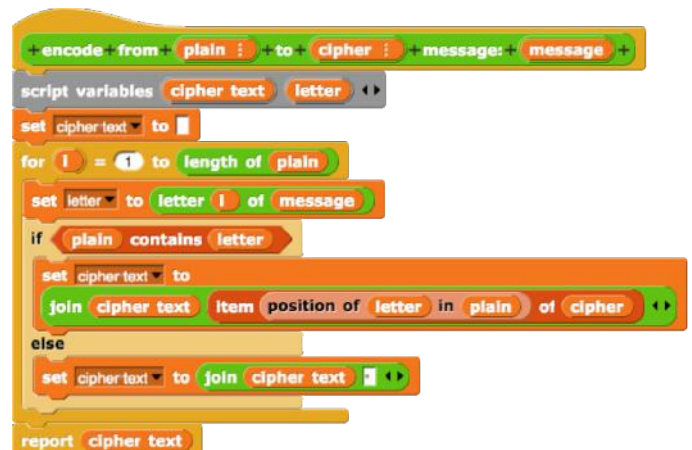 +encode+from+ plain ⋮ +to+ cipher ⋮ +message:+ message +
script variables cipher text letter
set cipher text to
for i = 1 to length of plain
set letter to letter i of message
if plain contains letter
set cipher text to
join cipher text item position of letter in plain of cipher
else
set cipher text to join cipher text
report cipher text